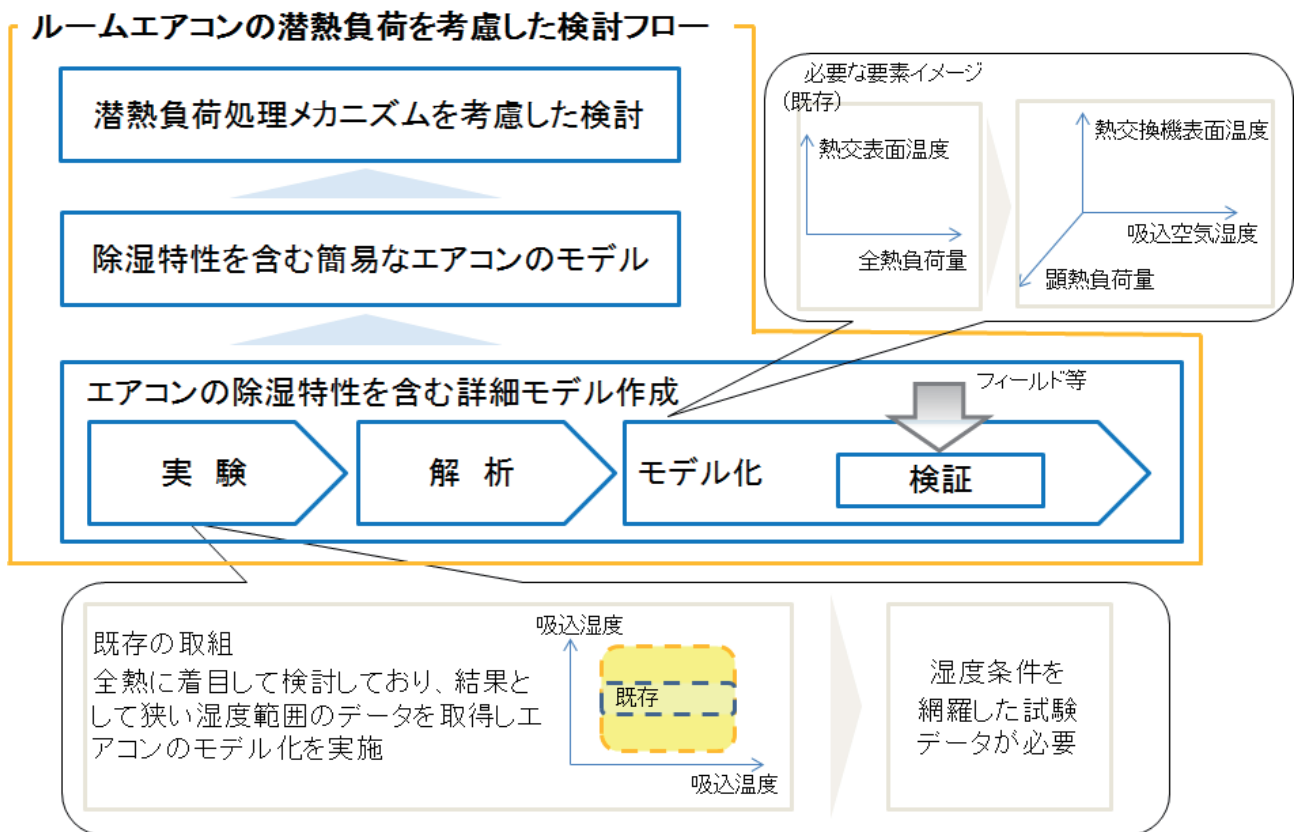 ルームエアコンの潜熱負荷を考慮した検討フロー
潜熱負荷処理メカニズムを考慮した検討
除湿特性を含む簡易なエアコンのモデル
必要な要素イメージ
(既存)
熱交表面温度
全熱負荷量
熱交換機表面温度
吸込空気湿度
顕熱負荷量
エアコンの除湿特性を含む詳細モデル作成
フィールド等
実 験
解 析
モデル化
検証
既存の取組
全熱に着目して検討しており、結果と
して狭い湿度範囲のデータを取得しエ
アコンのモデル化を実施
吸込湿度
既存
吸込温度
湿度条件を
網羅した試験
データが必要